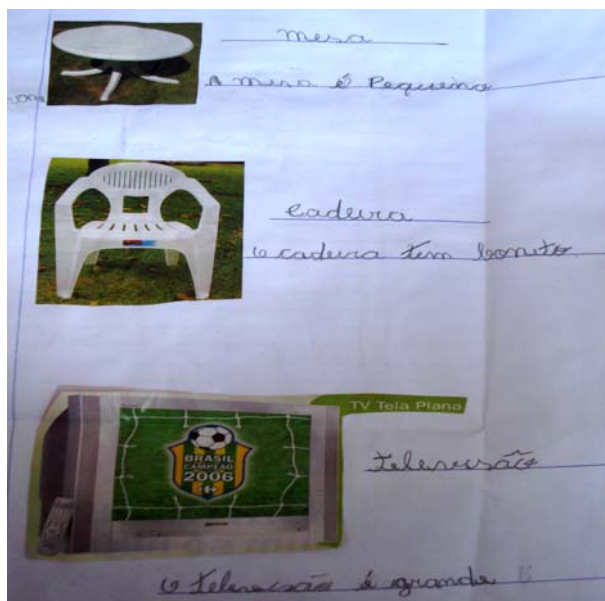 mesa
A mesa é Pequena
cadeira
O cadeira tem bonito.
TV Tela Plana
BRASIL
CAMPEÃO
2006
televisão
O televisão é grande